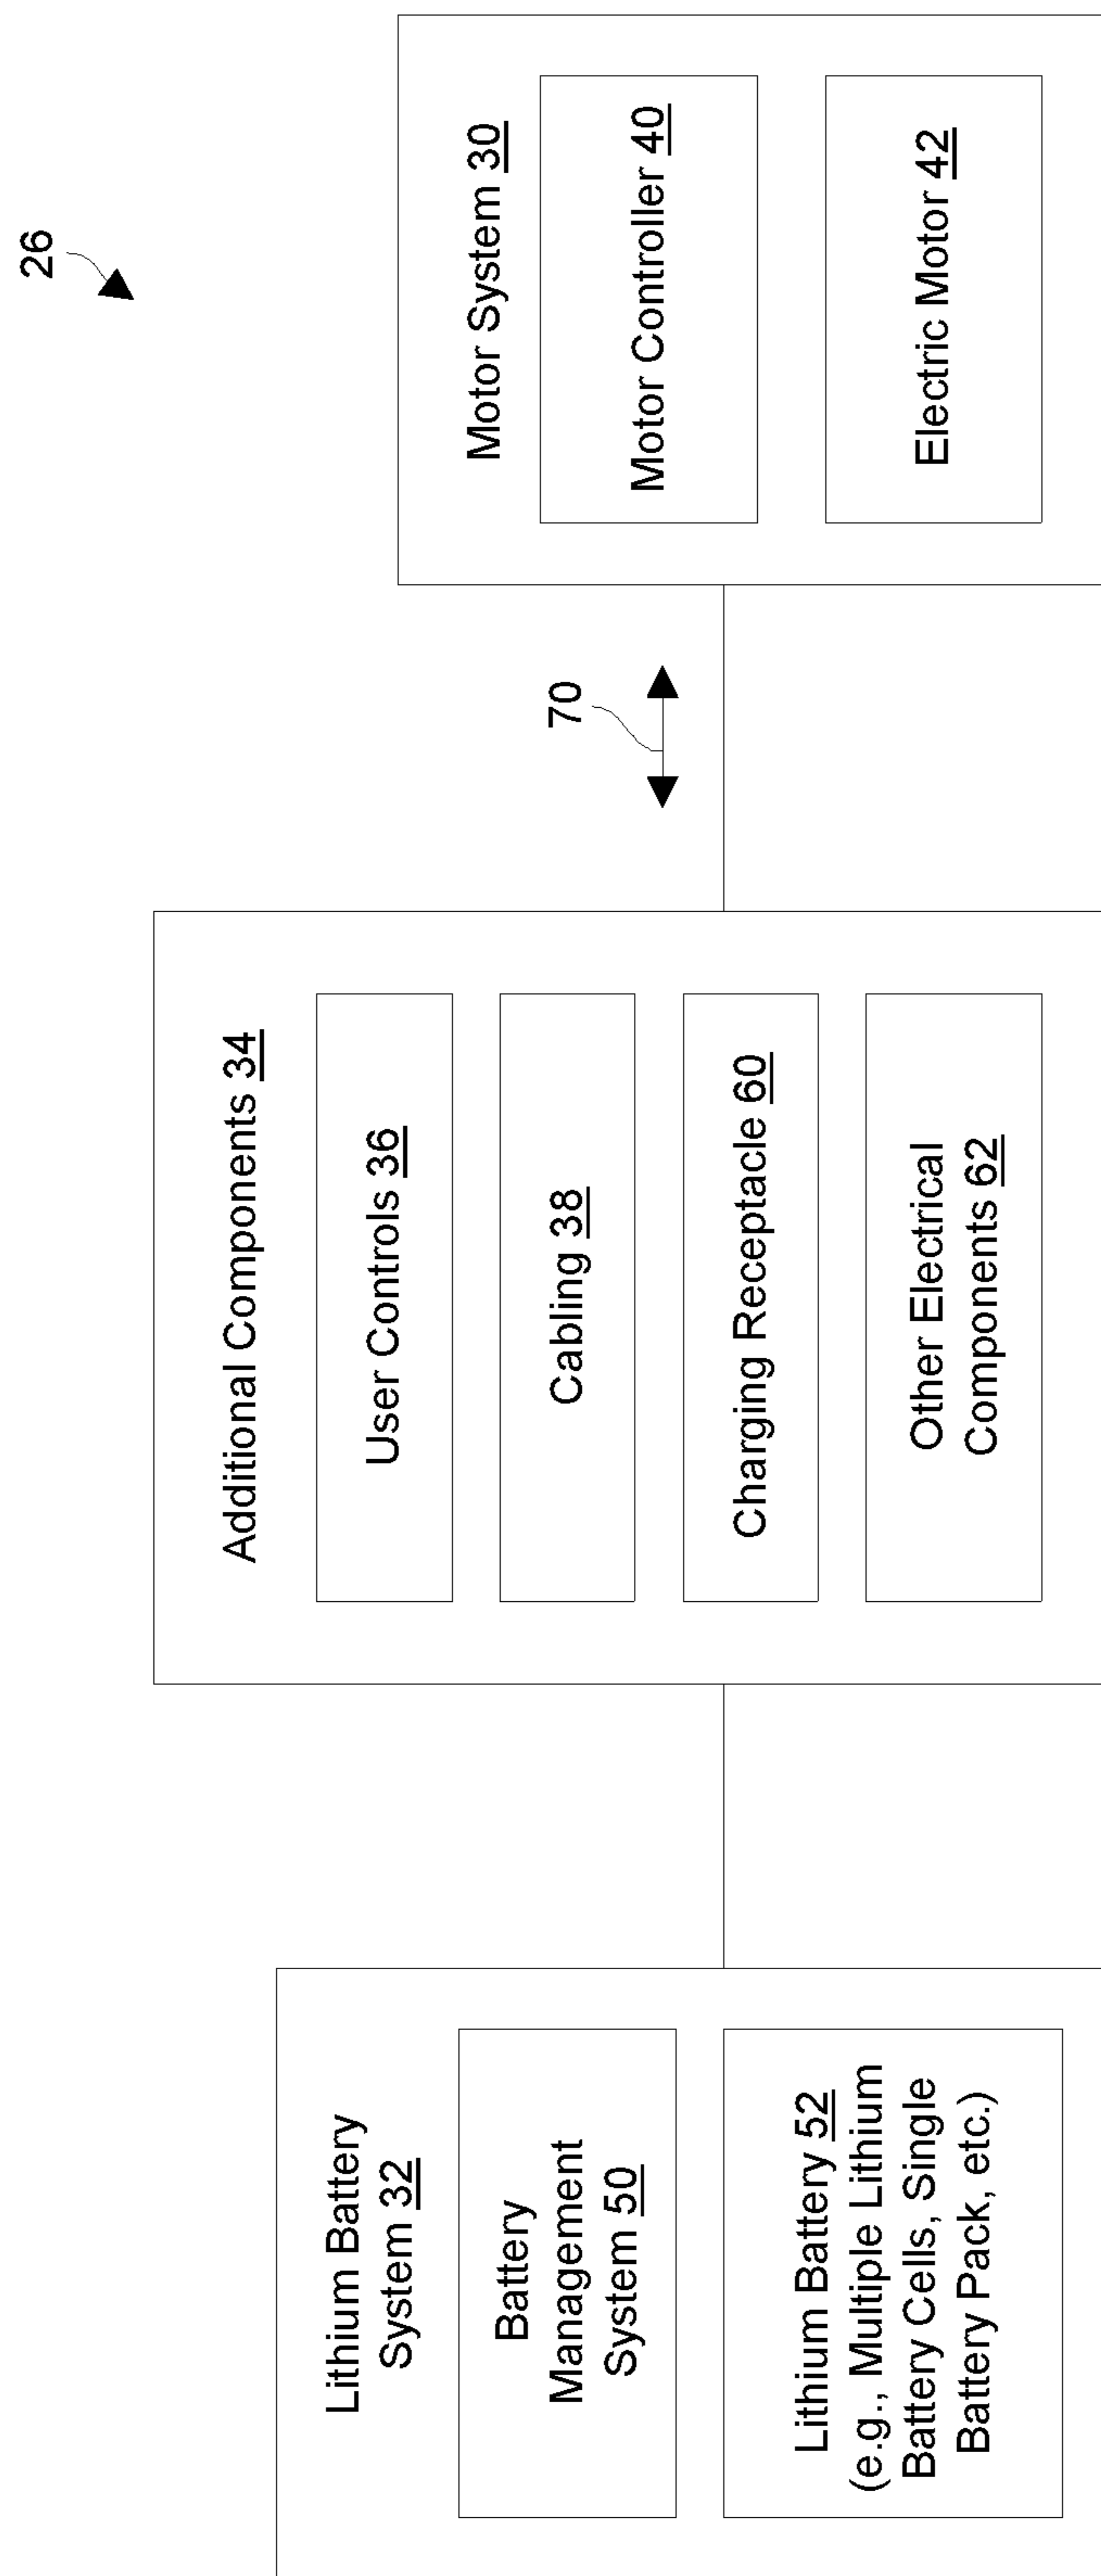 26
Lithium Battery
System 32
Battery
Management
System 50
Lithium Battery 52
(e.g., Multiple Lithium
Battery Cells, Single
Battery Pack, etc.)
Additional Components 34
User Controls 36
Cabling 38
Charging Receptacle 60
Other Electrical
Components 62
70
Motor System 30
Motor Controller 40
Electric Motor 42